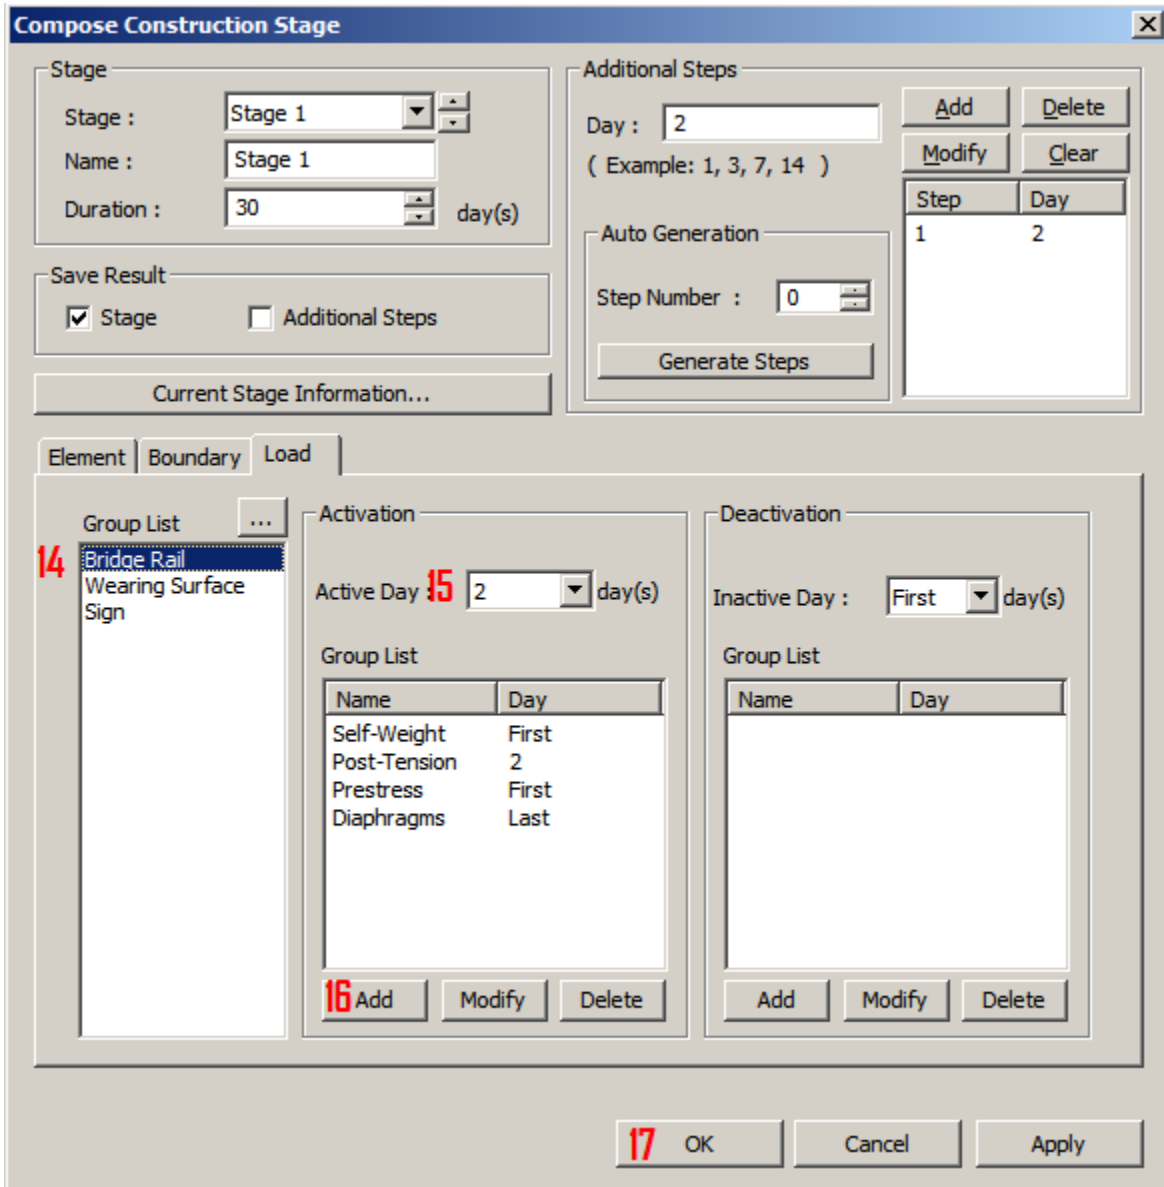 Compose Construction Stage
Stage
Stage :
Stage 1
Name :
Stage 1
Duration :
30
day(s)
Save Result
Stage
Additional Steps
Current Stage Information...
Additional Steps
Day :
2
( Example: 1, 3, 7, 14 )
Add
Delete
Modify
Clear
Step Day
1 2
Auto Generation
Step Number :
0
Generate Steps
Element Boundary Load
Group List
...
14
Bridge Rail
Wearing Surface
Sign
Activation
Active Day :
15
2
day(s)
Group List
Name Day
Self-Weight First
Post-Tension 2
Prestress First
Diaphragms Last
16
Add
Modify
Delete
Deactivation
Inactive Day :
First
day(s)
Group List
Name Day
Add
Modify
Delete
17
OK
Cancel
Apply